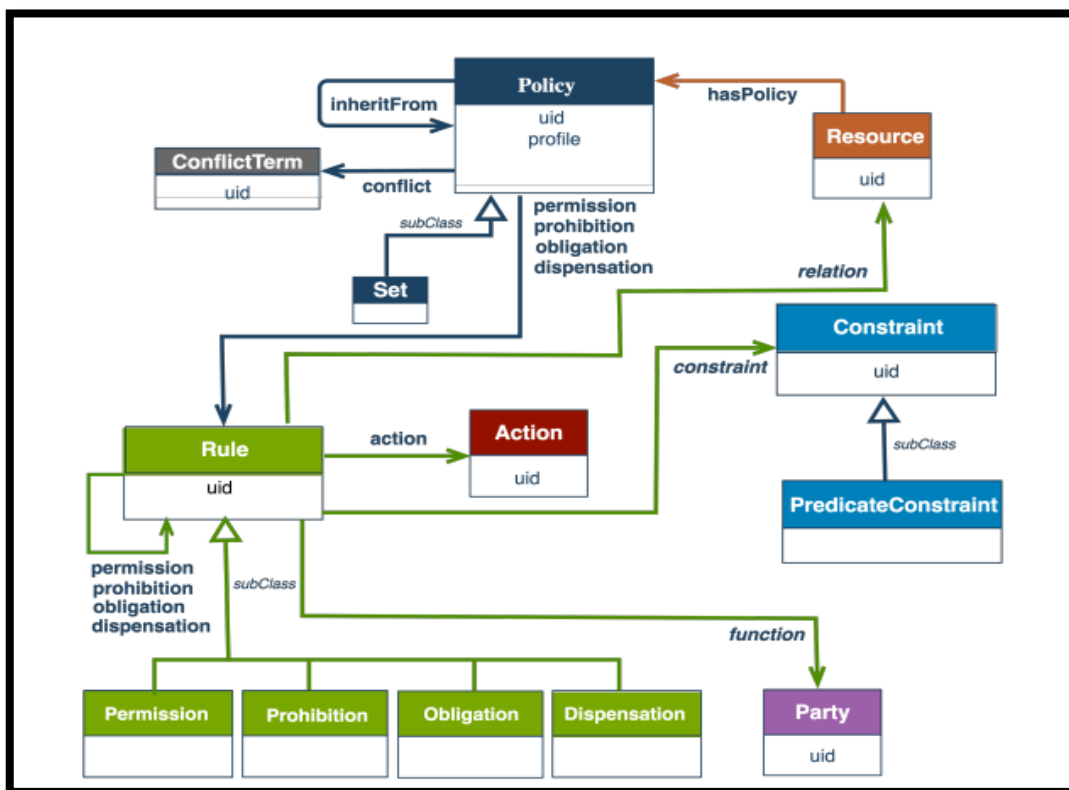 Policy
uid
profile
inheritFrom
hasPolicy
Resource
uid
ConflictTerm
uid
conflict
permission
prohibition
obligation
dispensation
subClass
Set
relation
Constraint
uid
constraint
subClass
PredicateConstraint
Rule
uid
action
Action
uid
permission
prohibition
obligation
dispensation
subClass
function
Permission
Prohibition
Obligation
Dispensation
Party
uid